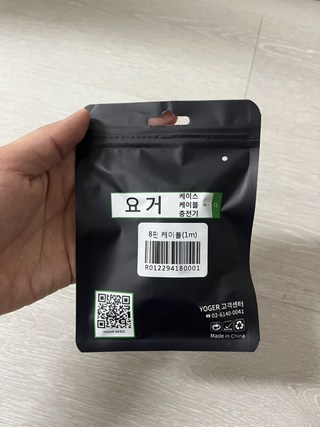 요거
케이스
케이블
충전기
8핀 케이블(1m)
R012294180001
YOGER 고객센터
☎ 02-6140-0041
Made in China